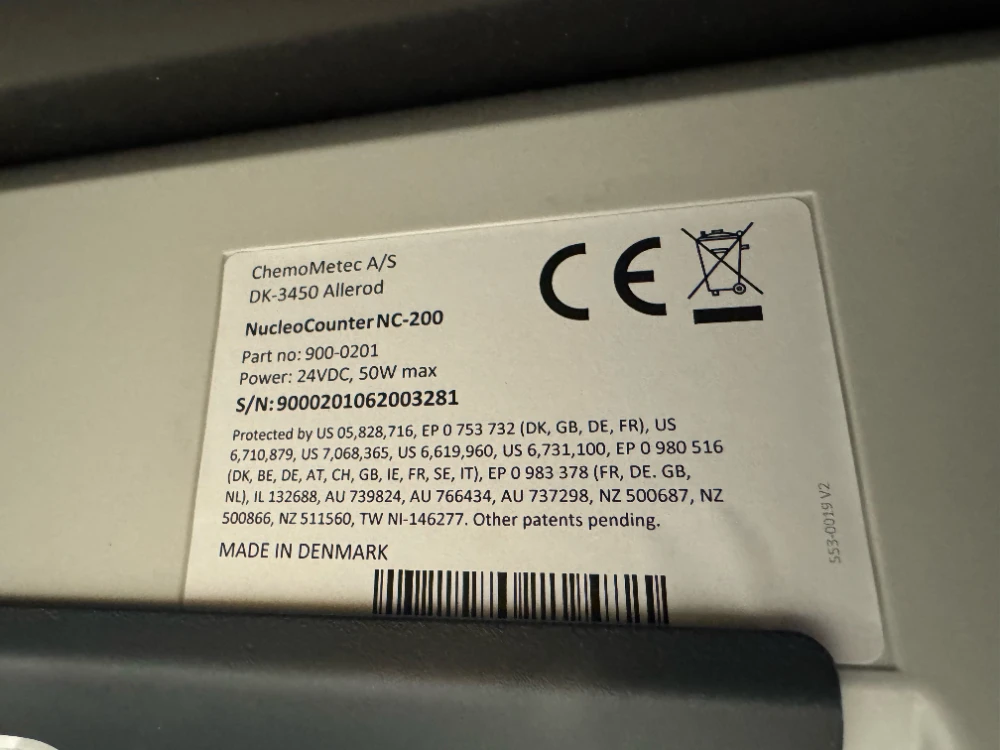 ChemoMetec A/S
DK-3450 Allerod
CE
NucleoCounter NC-200
Part no: 900-0201
Power: 24VDC, 50W max
S/N: 9000201062003281
Protected by US 05,828,716, EP 0 753 732 (DK, GB, DE, FR), US
6,710,879, US 7,068,365, US 6,619,960, US 6,731,100, EP 0 980 516
(DK, BE, DE, AT, CH, GB, IE, FR, SE, IT), EP 0 983 378 (FR, DE. GB,
NL), IL 132688, AU 739824, AU 766434, AU 737298, NZ 500687, NZ
500866, NZ 511560, TW NI-146277. Other patents pending.
MADE IN DENMARK
553-0019 V2